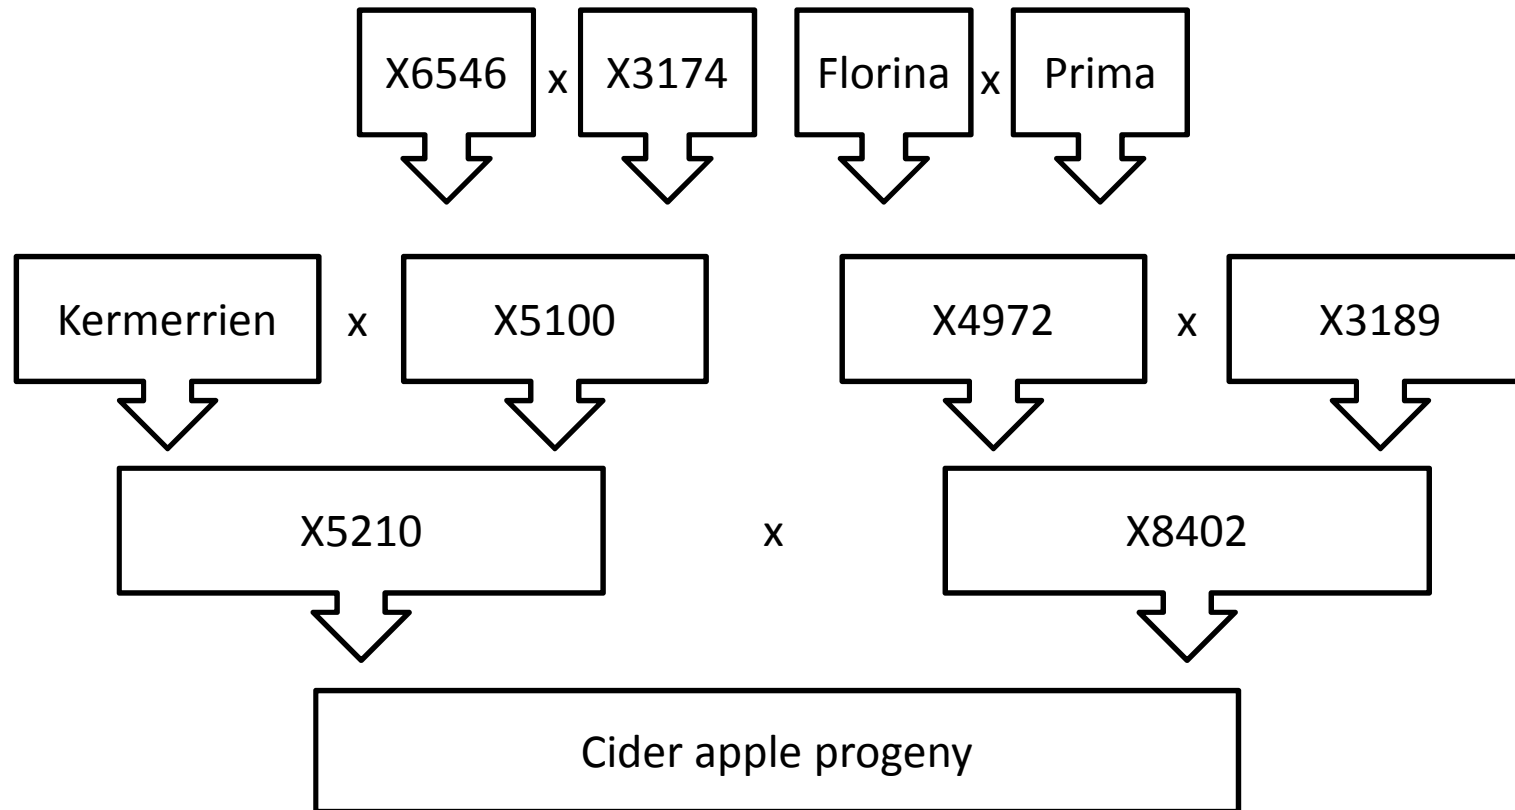 X6546 x X3174 Florina x Prima
Kermerrien x X5100 X4972 x X3189
X5210 x X8402
Cider apple progeny